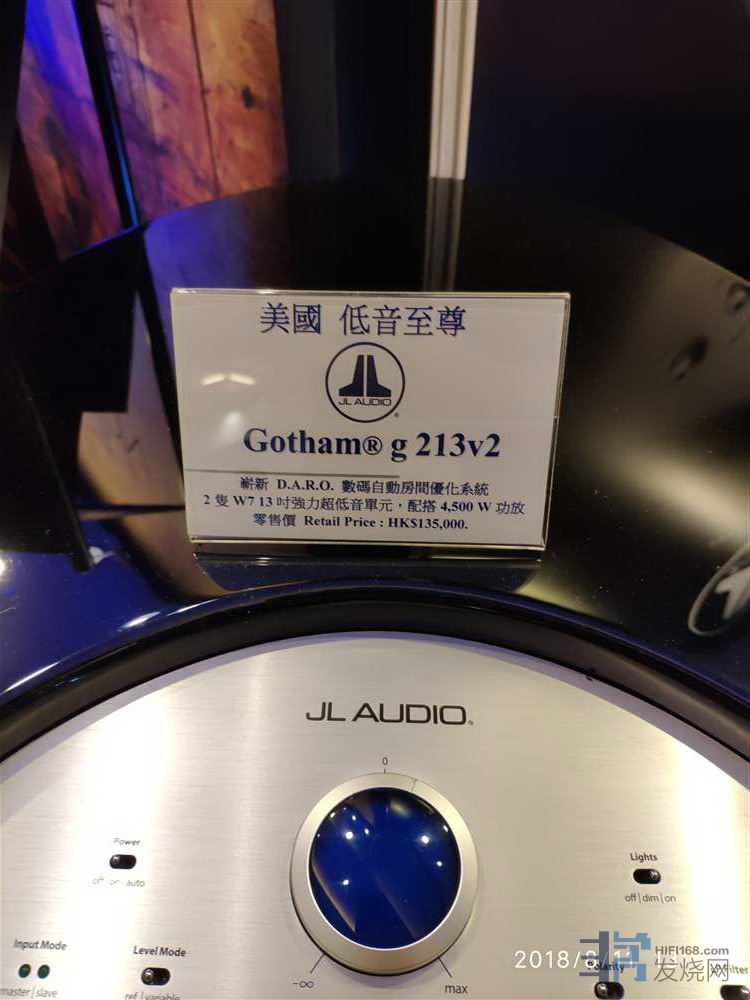 美國 低音至尊
JL AUDIO®
Gotham® g 213v2
嶄新 D.A.R.O. 數碼自動房間優化系統
2 隻 W7 13 吋強力超低音單元，配搭 4,500 W 功放
零售價 Retail Price : HK$135,000.
JL AUDIO®
0
Power
off | on | auto
Lights
off | dim | on
Input Mode
master | slave
Level Mode
ref | variable
-∞
max
Polarity
2018/8/11
HIFI168.com
发烧网